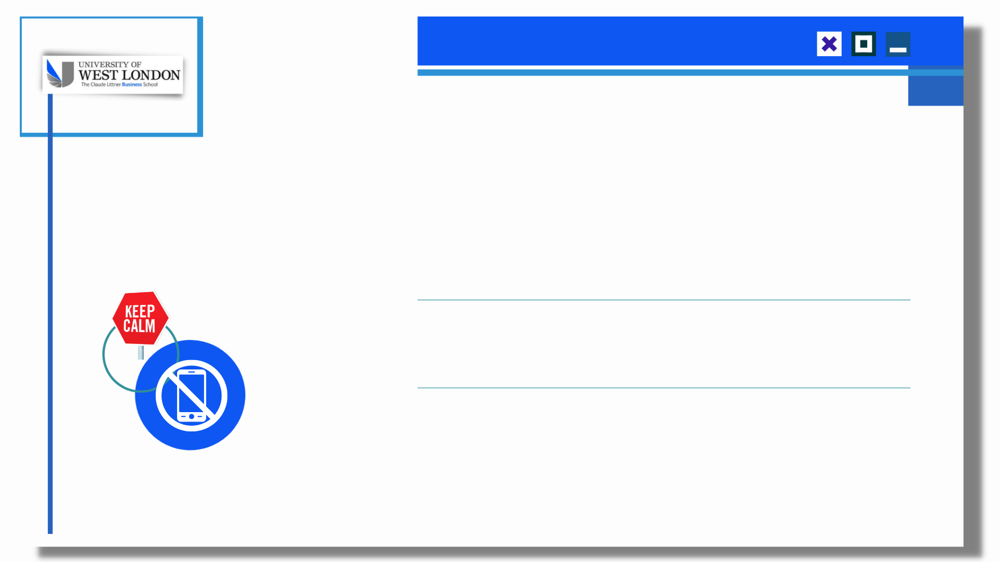 UNIVERSITY OF
WEST LONDON
The Claude Littner Business School
KEEP
CALM